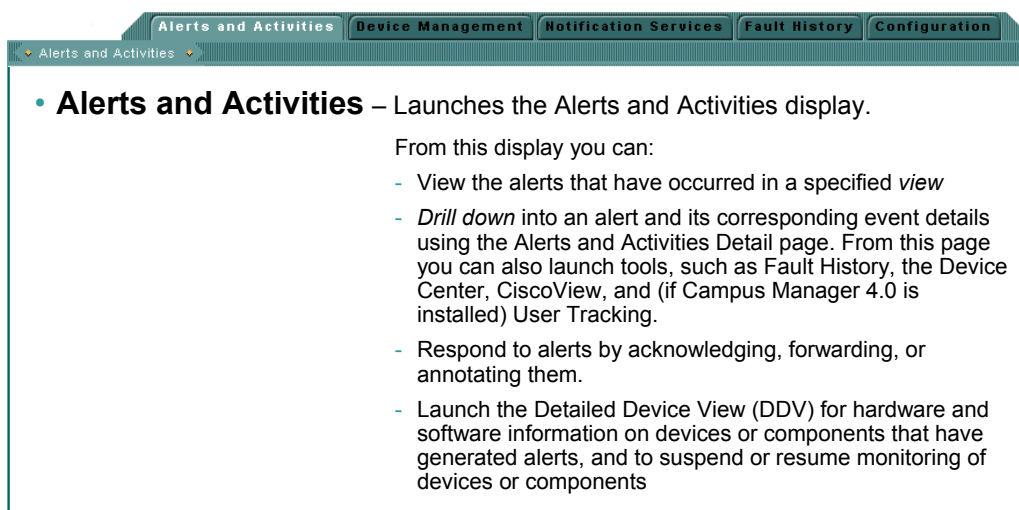 Alerts and Activities Device Management Notification Services Fault History Configuration
Alerts and Activities
• Alerts and Activities – Launches the Alerts and Activities display.
From this display you can:
- View the alerts that have occurred in a specified view
- Drill down into an alert and its corresponding event details
using the Alerts and Activities Detail page. From this page
you can also launch tools, such as Fault History, the Device
Center, CiscoView, and (if Campus Manager 4.0 is
installed) User Tracking.
- Respond to alerts by acknowledging, forwarding, or
annotating them.
- Launch the Detailed Device View (DDV) for hardware and
software information on devices or components that have
generated alerts, and to suspend or resume monitoring of
devices or components